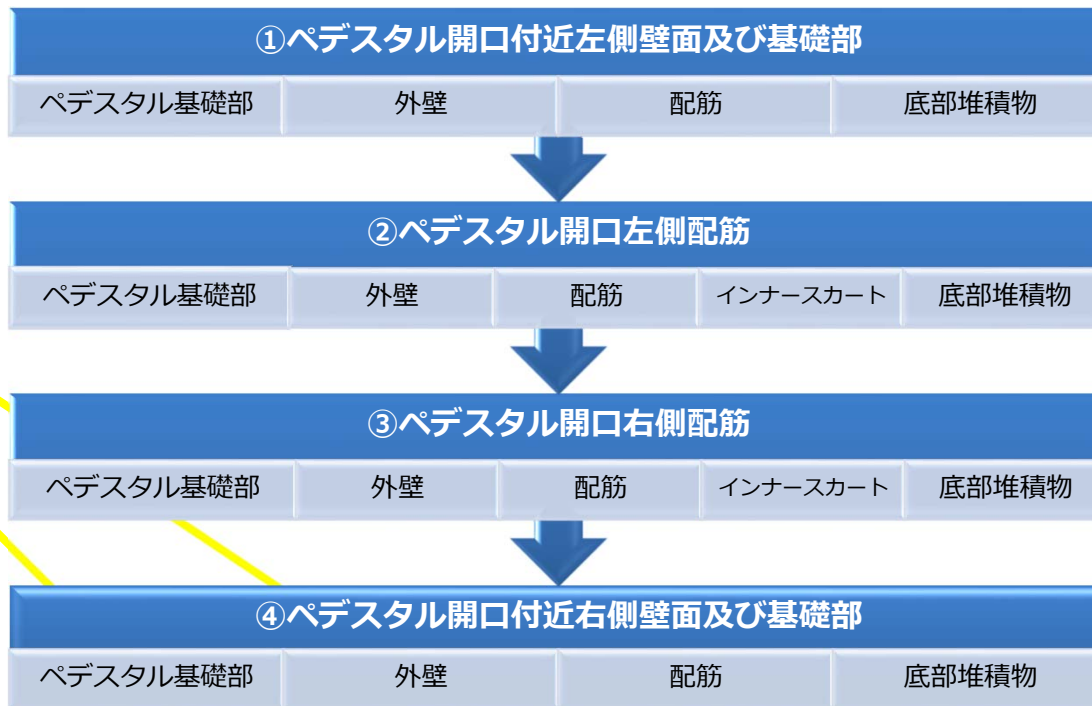 ①ペデスタル開口付近左側壁面及び基礎部
ペデスタル基礎部 外壁 配筋 底部堆積物
②ペデスタル開口左側配筋
ペデスタル基礎部 外壁 配筋 インナースカート 底部堆積物
③ペデスタル開口右側配筋
ペデスタル基礎部 外壁 配筋 インナースカート 底部堆積物
④ペデスタル開口付近右側壁面及び基礎部
ペデスタル基礎部 外壁 配筋 底部堆積物